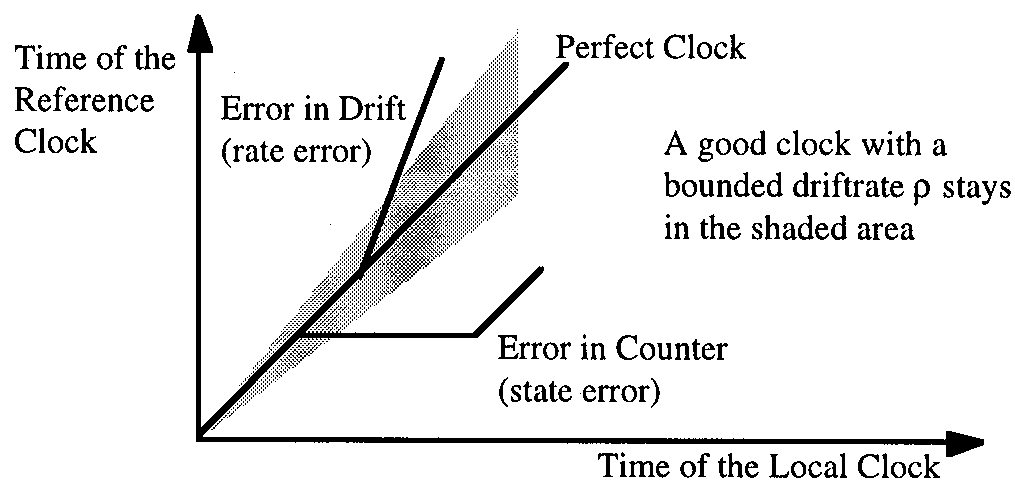 Time of the
Reference
Clock
Error in Drift
(rate error)
Perfect Clock
A good clock with a
bounded driftrate ρ stays
in the shaded area
Error in Counter
(state error)
Time of the Local Clock